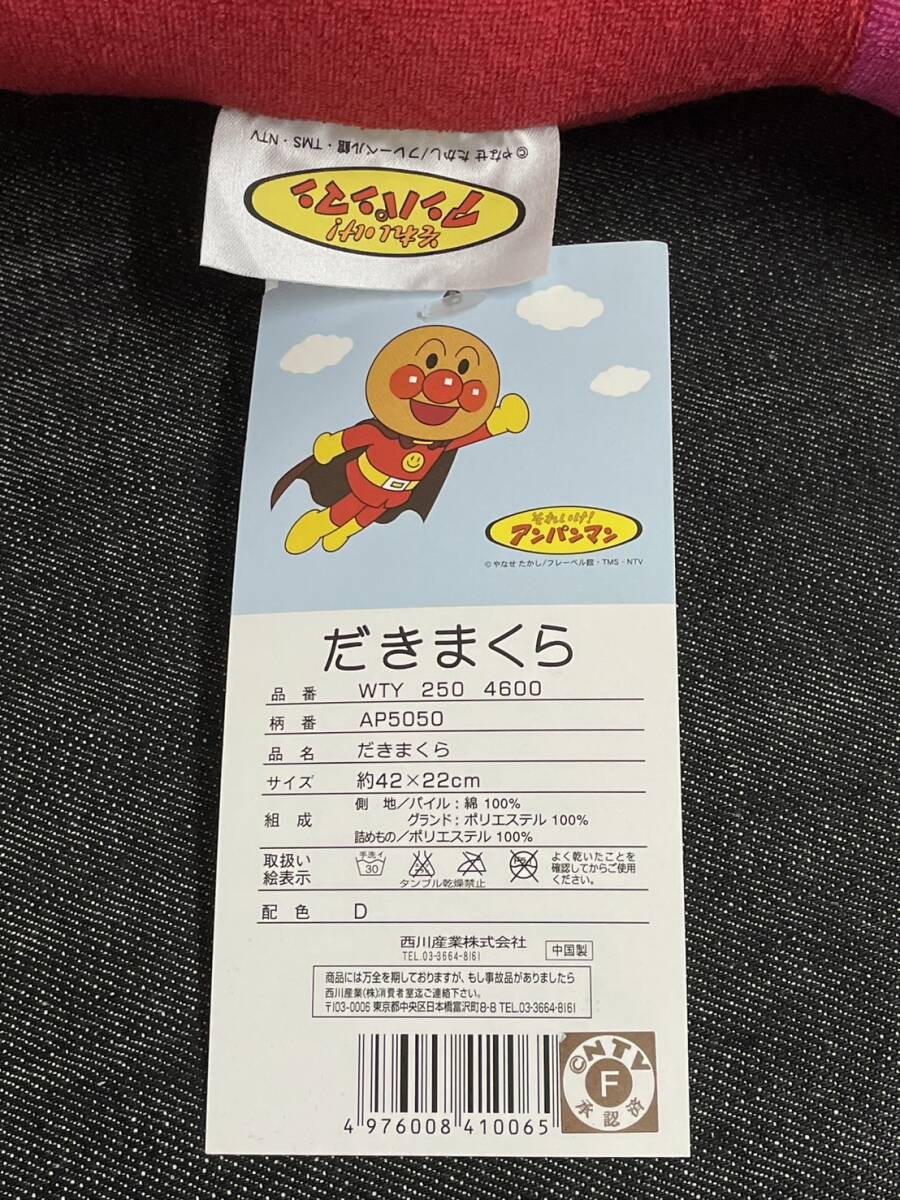 © やなせ たかし/フレーベル館・TMS・NTV
それいけ!
アンパンマン
それいけ!
アンパンマン
© やなせ たかし/フレーベル館・TMS・NTV
だきまくら
品 番 WTY 250 4600
柄 番 AP5050
品 名 だきまくら
サイズ 約42×22cm
組 成 側 地/パイル:綿 100%
グランド:ポリエステル 100%
詰めもの/ポリエステル 100%
取扱い
絵表示
手洗イ
30
タンブル乾燥禁止
よく乾いたことを
確認してからご使用
ください。
配 色 D
西川産業株式会社
TEL.03-3664-8161
中国製
商品には万全を期しておりますが、もし事故品がありましたら
西川産業(株)消費者室迄ご連絡下さい。
〒103-0006 東京都中央区日本橋富沢町8-8 TEL.03-3664-8161
4 976008 410065
©NTV
F
承認済